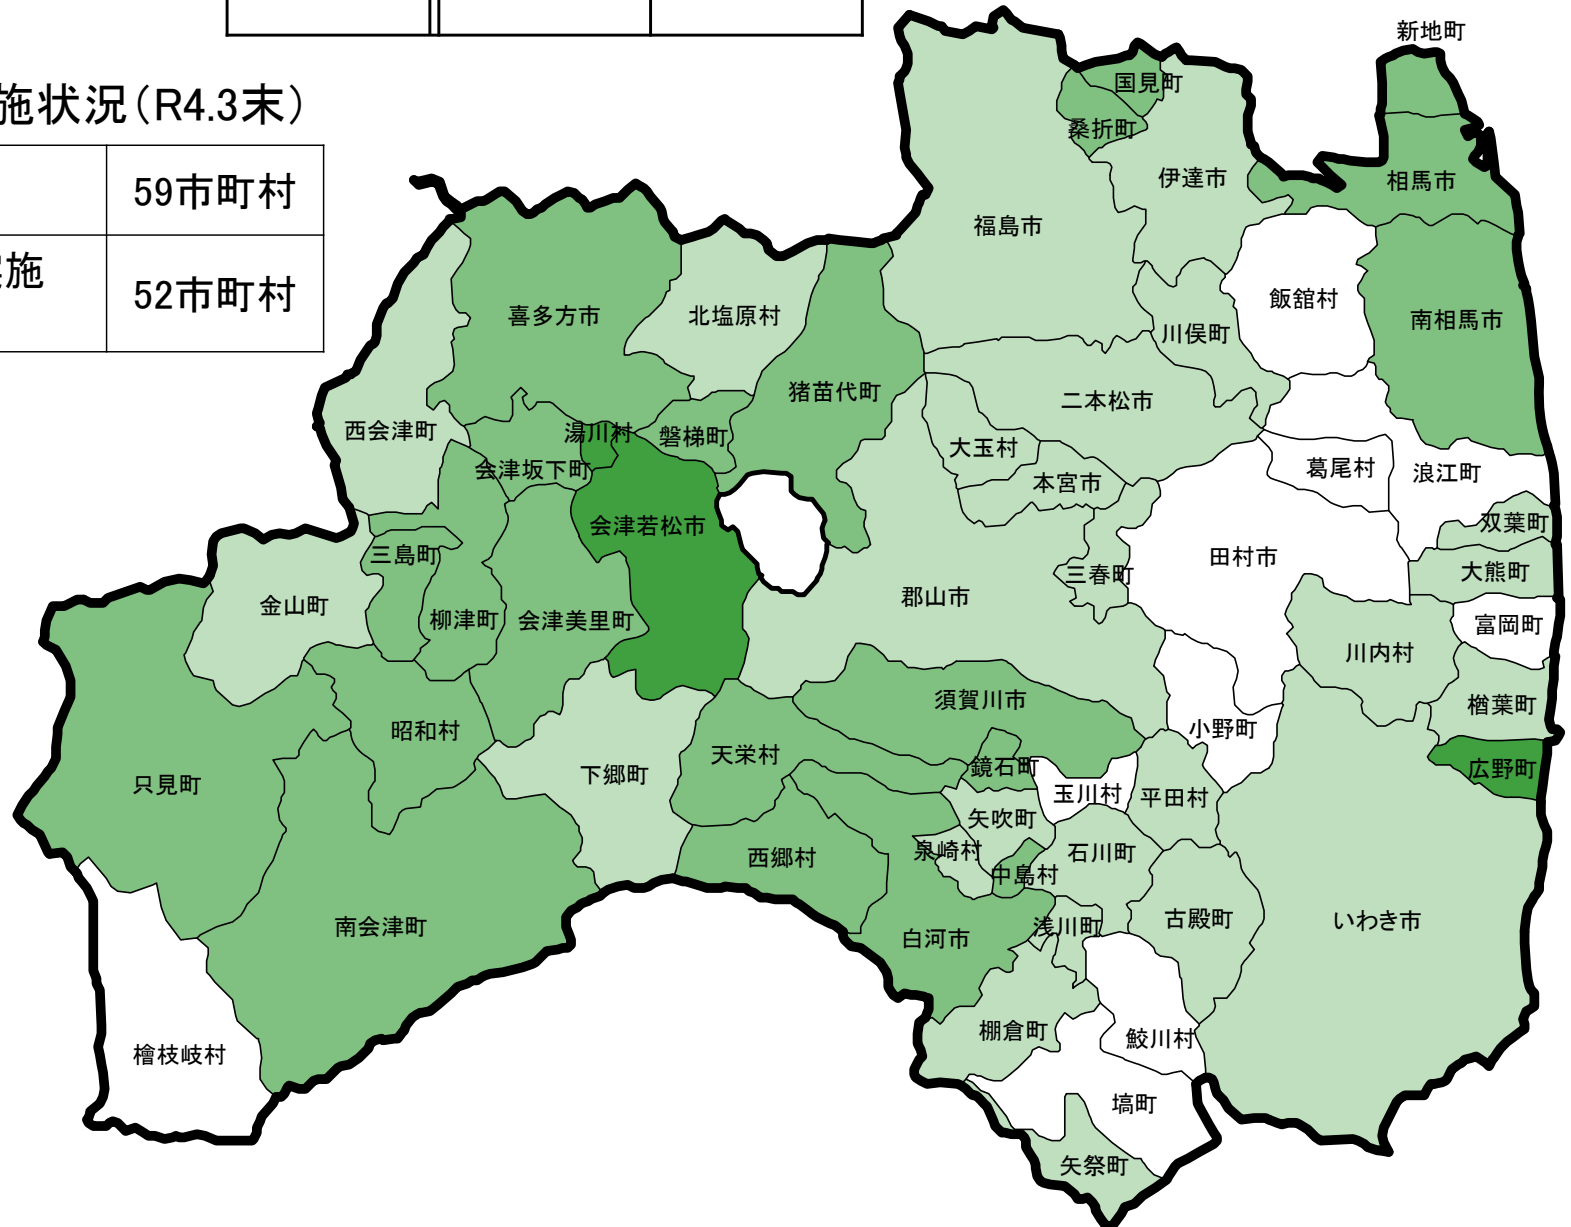 新地町
施状況（R4.3末）
59市町村
施
52市町村
国見町
桑折町
伊達市
相馬市
福島市
飯舘村
南相馬市
喜多方市
北塩原村
川俣町
猪苗代町
二本松市
西会津町
湯川村
磐梯町
大玉村
会津坂下町
本宮市
葛尾村
浪江町
会津若松市
双葉町
三島町
田村市
三春町
大熊町
金山町
柳津町
会津美里町
郡山市
富岡町
川内村
須賀川市
楢葉町
昭和村
小野町
天栄村
鏡石町
広野町
只見町
下郷町
玉川村
平田村
矢吹町
西郷村
泉崎村
石川町
中島村
南会津町
白河市
浅川町
古殿町
いわき市
棚倉町
鮫川村
檜枝岐村
塙町
矢祭町